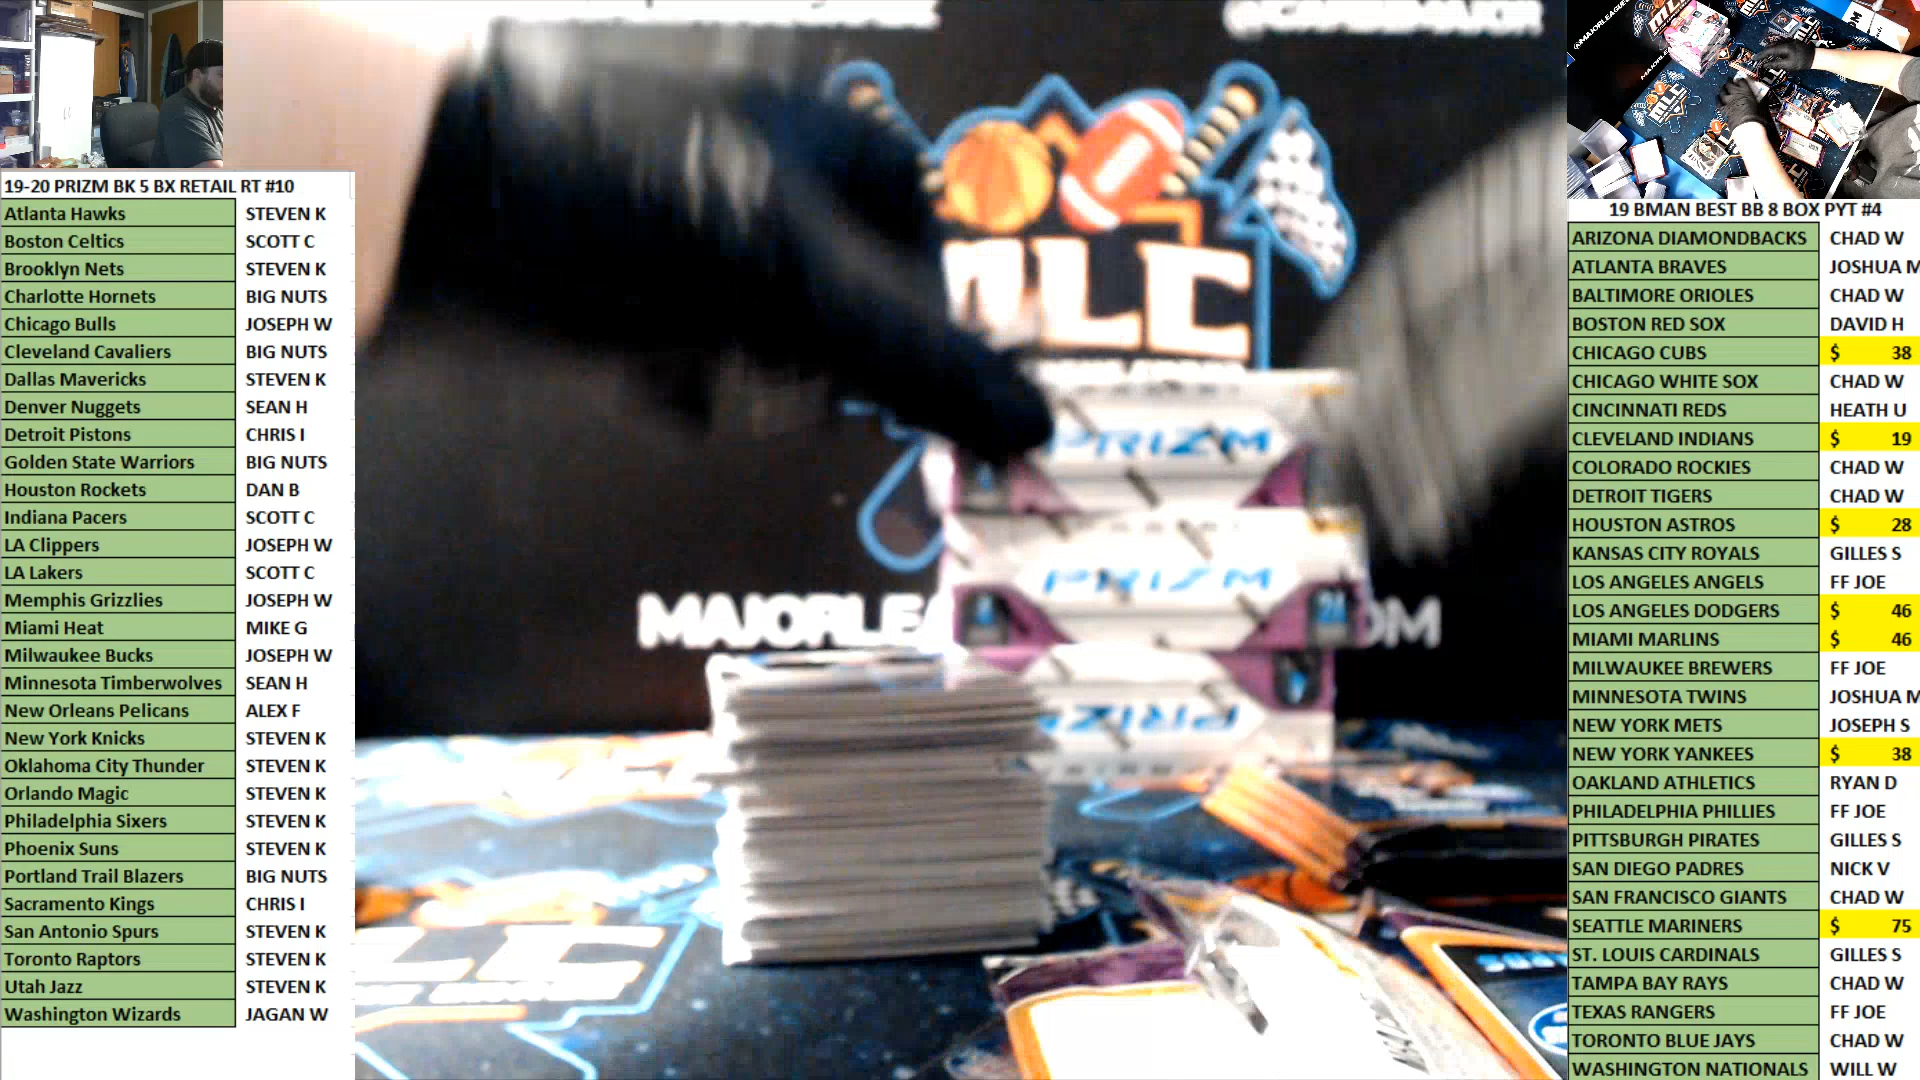 19-20 PRIZM BK 5 BX RETAIL RT #10
Atlanta Hawks STEVEN K
Boston Celtics SCOTT C
Brooklyn Nets STEVEN K
Charlotte Hornets BIG NUTS
Chicago Bulls JOSEPH W
Cleveland Cavaliers BIG NUTS
Dallas Mavericks STEVEN K
Denver Nuggets SEAN H
Detroit Pistons CHRIS I
Golden State Warriors BIG NUTS
Houston Rockets DAN B
Indiana Pacers SCOTT C
LA Clippers JOSEPH W
LA Lakers SCOTT C
Memphis Grizzlies JOSEPH W
Miami Heat MIKE G
Milwaukee Bucks JOSEPH W
Minnesota Timberwolves SEAN H
New Orleans Pelicans ALEX F
New York Knicks STEVEN K
Oklahoma City Thunder STEVEN K
Orlando Magic STEVEN K
Philadelphia Sixers STEVEN K
Phoenix Suns STEVEN K
Portland Trail Blazers BIG NUTS
Sacramento Kings CHRIS I
San Antonio Spurs STEVEN K
Toronto Raptors STEVEN K
Utah Jazz STEVEN K
Washington Wizards JAGAN W
MLC
PRIZM
PRIZM
PRIZM
MAJORLEA
OM
MLC
19 BMAN BEST BB 8 BOX PYT #4
ARIZONA DIAMONDBACKS CHAD W
ATLANTA BRAVES JOSHUA M
BALTIMORE ORIOLES CHAD W
BOSTON RED SOX DAVID H
CHICAGO CUBS $ 38
CHICAGO WHITE SOX CHAD W
CINCINNATI REDS HEATH U
CLEVELAND INDIANS $ 19
COLORADO ROCKIES CHAD W
DETROIT TIGERS CHAD W
HOUSTON ASTROS $ 28
KANSAS CITY ROYALS GILLES S
LOS ANGELES ANGELS FF JOE
LOS ANGELES DODGERS $ 46
MIAMI MARLINS $ 46
MILWAUKEE BREWERS FF JOE
MINNESOTA TWINS JOSHUA M
NEW YORK METS JOSEPH S
NEW YORK YANKEES $ 38
OAKLAND ATHLETICS RYAN D
PHILADELPHIA PHILLIES FF JOE
PITTSBURGH PIRATES GILLES S
SAN DIEGO PADRES NICK V
SAN FRANCISCO GIANTS CHAD W
SEATTLE MARINERS $ 75
ST. LOUIS CARDINALS GILLES S
TAMPA BAY RAYS CHAD W
TEXAS RANGERS FF JOE
TORONTO BLUE JAYS CHAD W
WASHINGTON NATIONALS WILL W